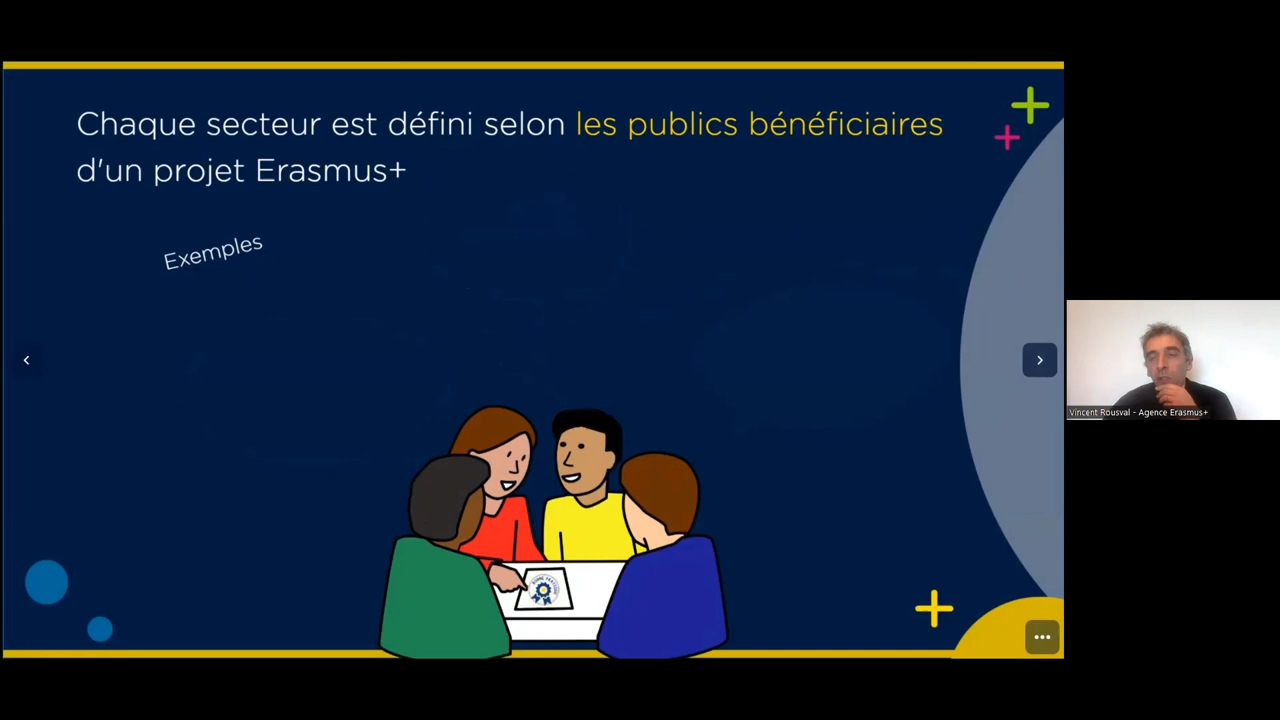 Chaque secteur est défini selon les publics bénéficiaires
d'un projet Erasmus+
Exemples
Vincent Rousval - Agence Erasmus+